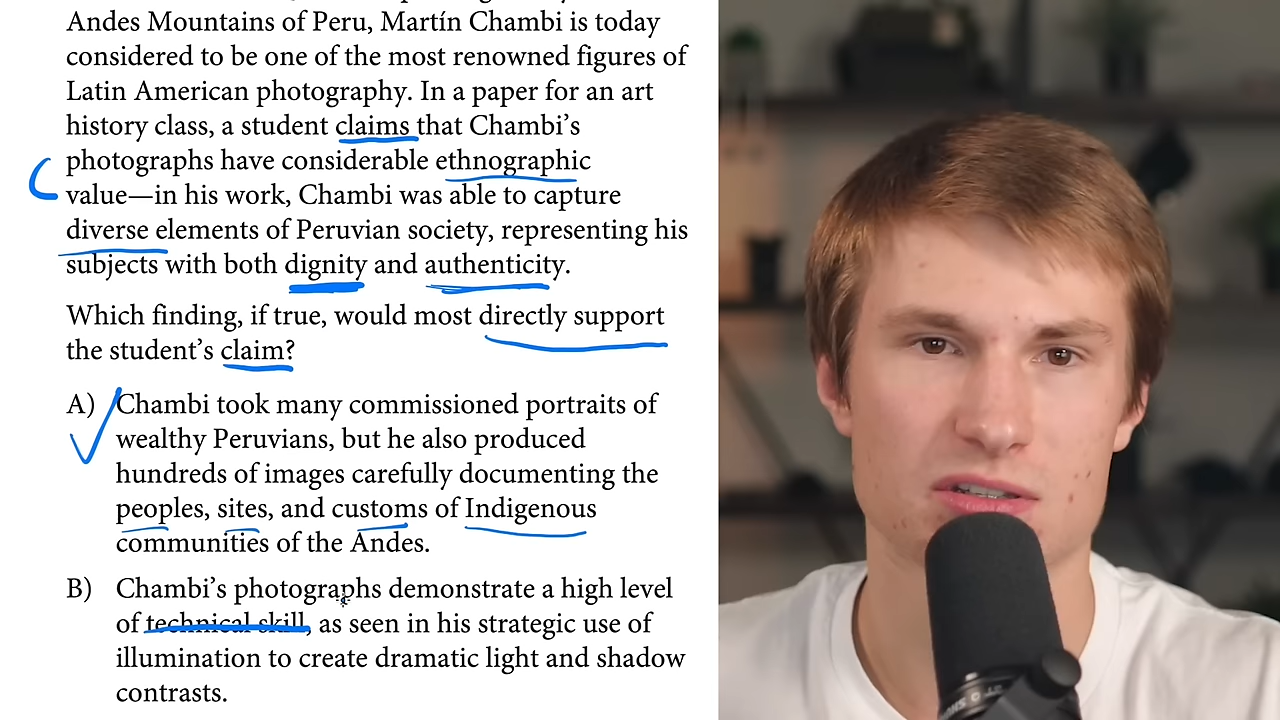 Andes Mountains of Peru, Martín Chambi is today
considered to be one of the most renowned figures of
Latin American photography. In a paper for an art
history class, a student claims that Chambi's
photographs have considerable ethnographic
value—in his work, Chambi was able to capture
diverse elements of Peruvian society, representing his
subjects with both dignity and authenticity.
Which finding, if true, would most directly support
the student's claim?
A) Chambi took many commissioned portraits of
wealthy Peruvians, but he also produced
hundreds of images carefully documenting the
peoples, sites, and customs of Indigenous
communities of the Andes.
B) Chambi's photographs demonstrate a high level
of technical skill, as seen in his strategic use of
illumination to create dramatic light and shadow
contrasts.